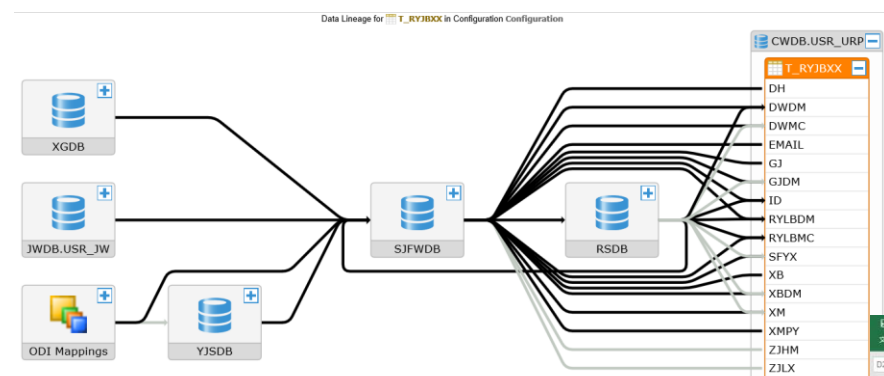 Data Lineage for T_RYJBXX in Configuration Configuration
CWDB.USR_URP
T_RYJBXX
DH
DWDM
DWMC
EMAIL
GJ
GJDM
ID
RYLBDM
RYLBMC
SFYX
XB
XBDM
XM
XMPY
ZJHM
ZJLX
XGDB
JWDB.USR_JW
SJFWDB
RSDB
ODI Mappings
YJSDB